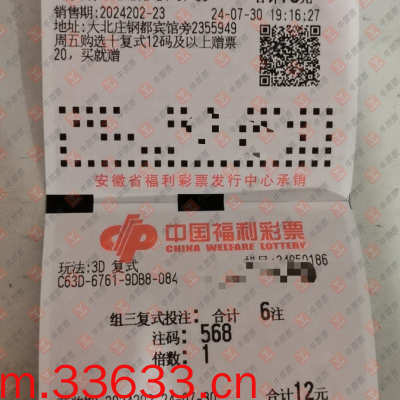 销售期:2024202-23 24-07-30 19:16:27
地址:大北庄钢都宾馆旁2355949
周五购选十复式12码及以上赠票
20,买就赠
安徽省福利彩票发行中心承销
中国福利彩票
CHINA WELFARE LOTTERY
玩法:3D 复式
C63D-6761-9DB8-084
组三复式投注: 合计 6注
注码: 568
倍数: 1
合计12元
m.33633.cn